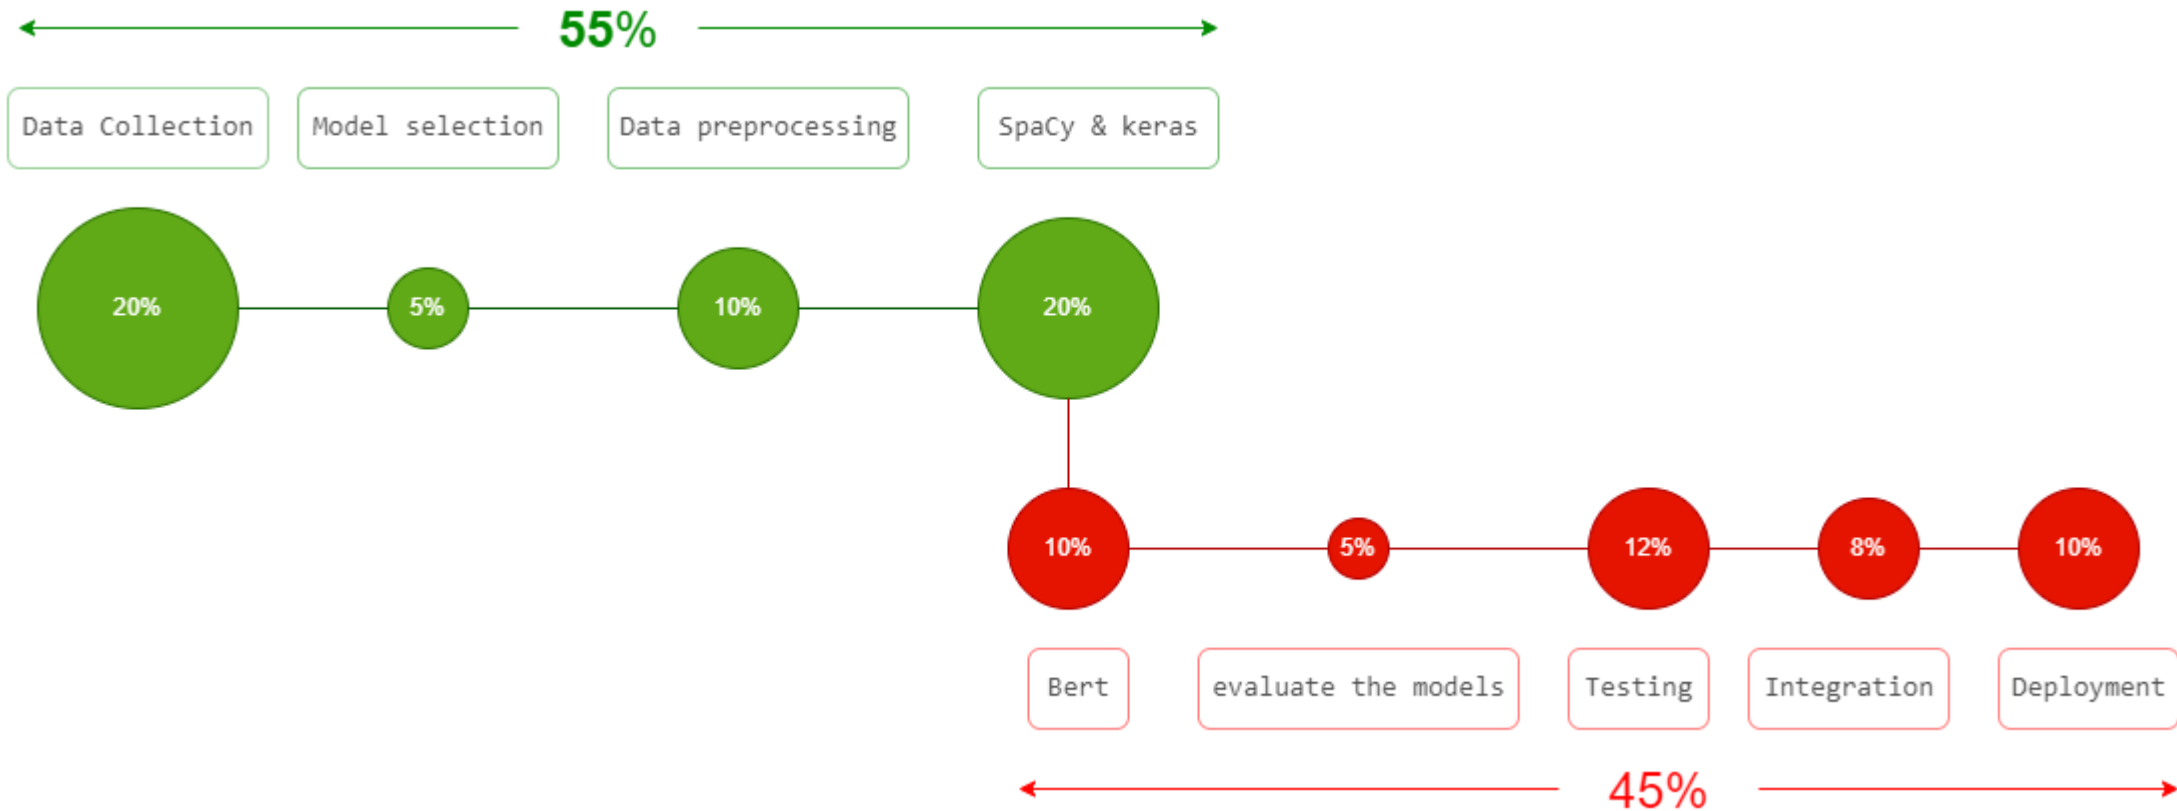 55%
Data Collection
Model selection
Data preprocessing
SpaCy & keras
20%
5%
10%
20%
10%
5%
12%
8%
10%
Bert
evaluate the models
Testing
Integration
Deployment
45%